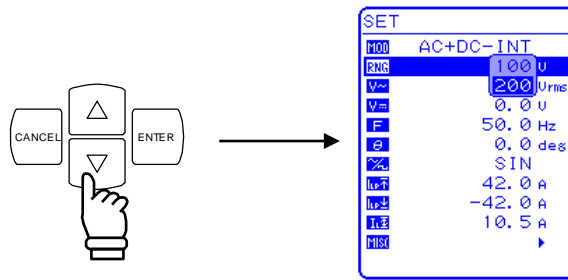 CANCEL
ENTER
SET
MOD AC+DC-INT
RNG 100 V
V~ 200 Vrms
V⎓ 0.0 V
F 50.0 Hz
θ 0.0 deg
SIN
42.0 A
-42.0 A
10.5 A
MISC